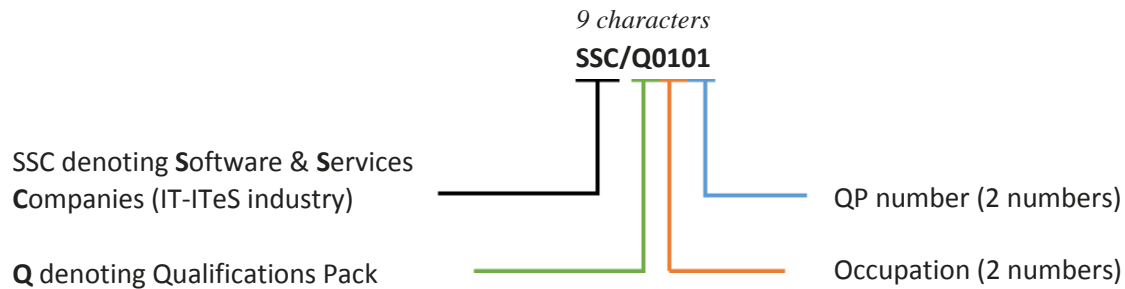 9 characters
SSC/Q0101
SSC denoting Software & Services
Companies (IT-ITeS industry)
QP number (2 numbers)
Q denoting Qualifications Pack
Occupation (2 numbers)